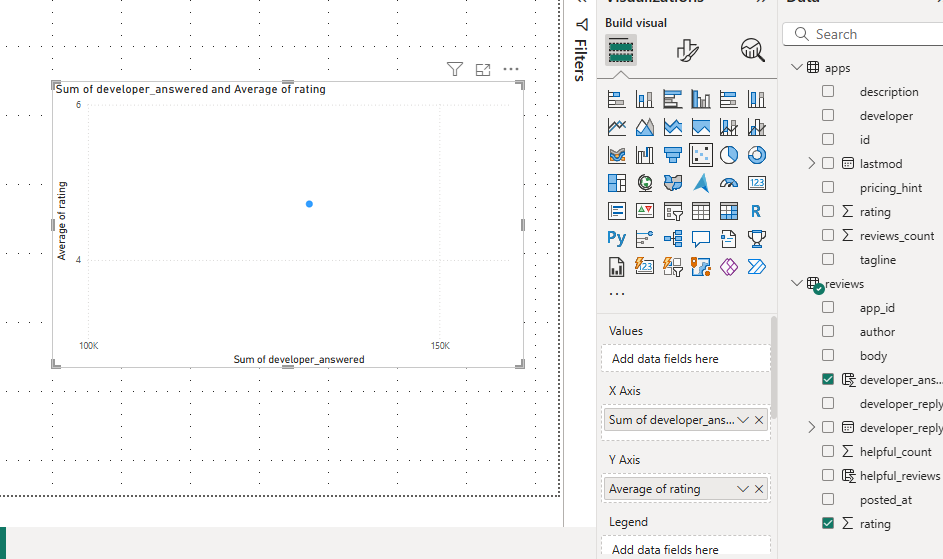 Visualizations
Data
Build visual
Filters
Search
Sum of developer_answered and Average of rating
6
4
Average of rating
100K
150K
Sum of developer_answered
123
R
Py
123
Values
Add data fields here
X Axis
Sum of developer_ans...
Y Axis
Average of rating
Legend
Add data fields here
apps
description
developer
id
lastmod
pricing_hint
rating
reviews_count
tagline
reviews
app_id
author
body
developer_ans...
developer_reply
developer_reply
helpful_count
helpful_reviews
posted_at
rating